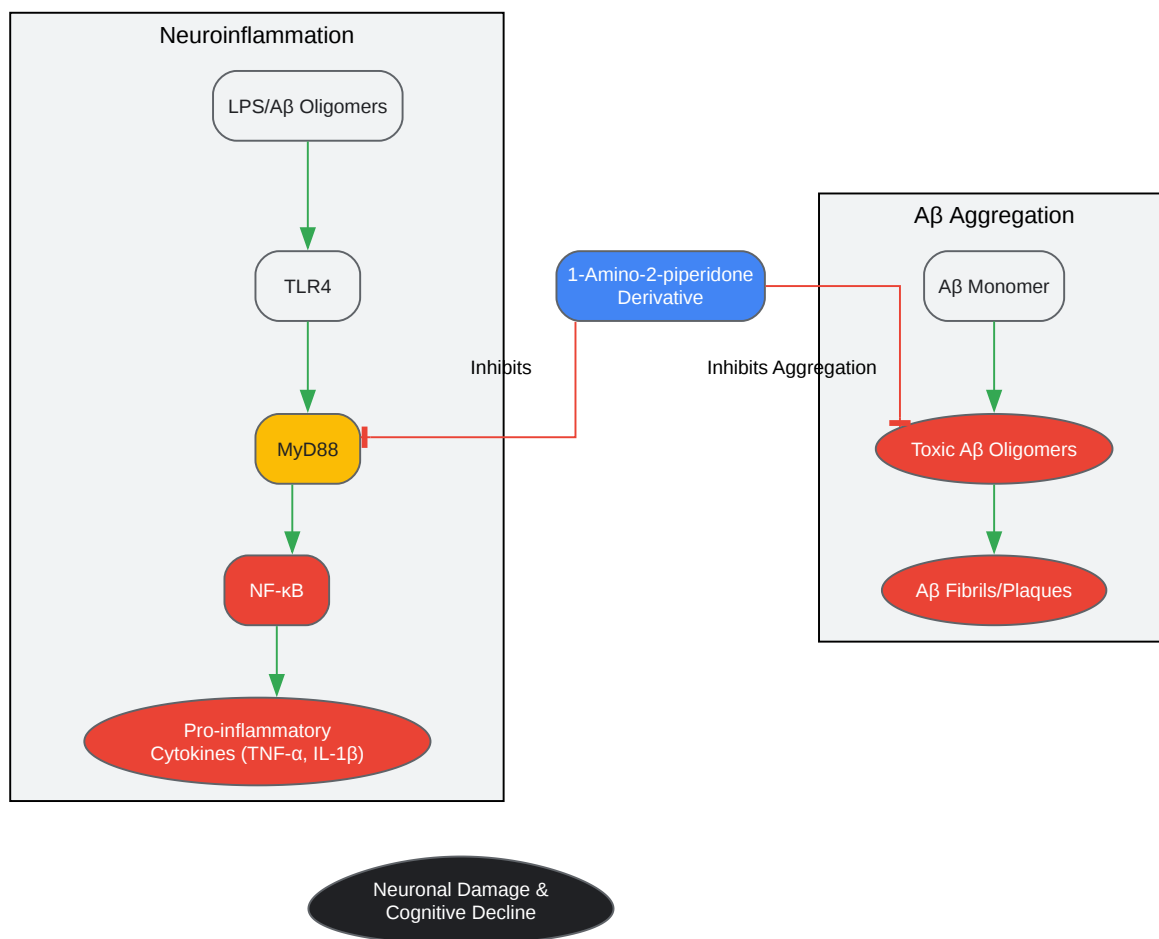 Neuroinflammation
LPS/Aβ Oligomers
TLR4
MyD88
NF-κB
Pro-inflammatory
Cytokines (TNF-α, IL-1β)
1-Amino-2-piperidone
Derivative
Inhibits
Inhibits Aggregation
Aβ Aggregation
Aβ Monomer
Toxic Aβ Oligomers
Aβ Fibrils/Plaques
Neuronal Damage &
Cognitive Decline